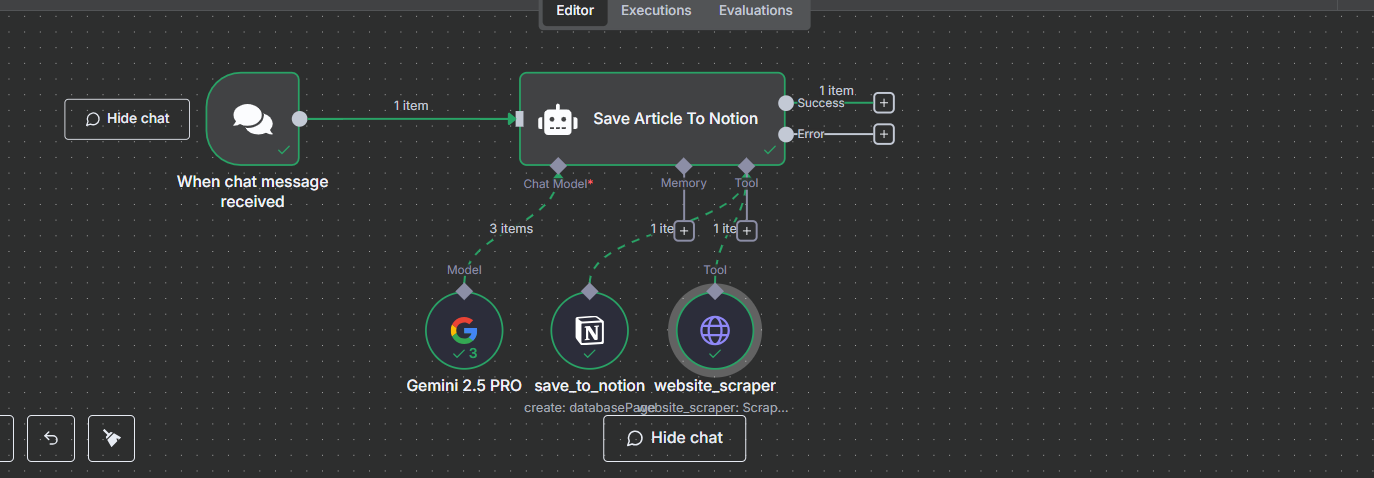 Editor Executions Evaluations
1 item
Success
Error
1 item
Hide chat
Save Article To Notion
When chat message
received
Chat Model*
Memory
Tool
3 items
1 ite
1 ite
Model
Tool
N
3
Gemini 2.5 PRO
save_to_notion
website_scraper
create: databasePage
website_scraper: Scrap...
Hide chat